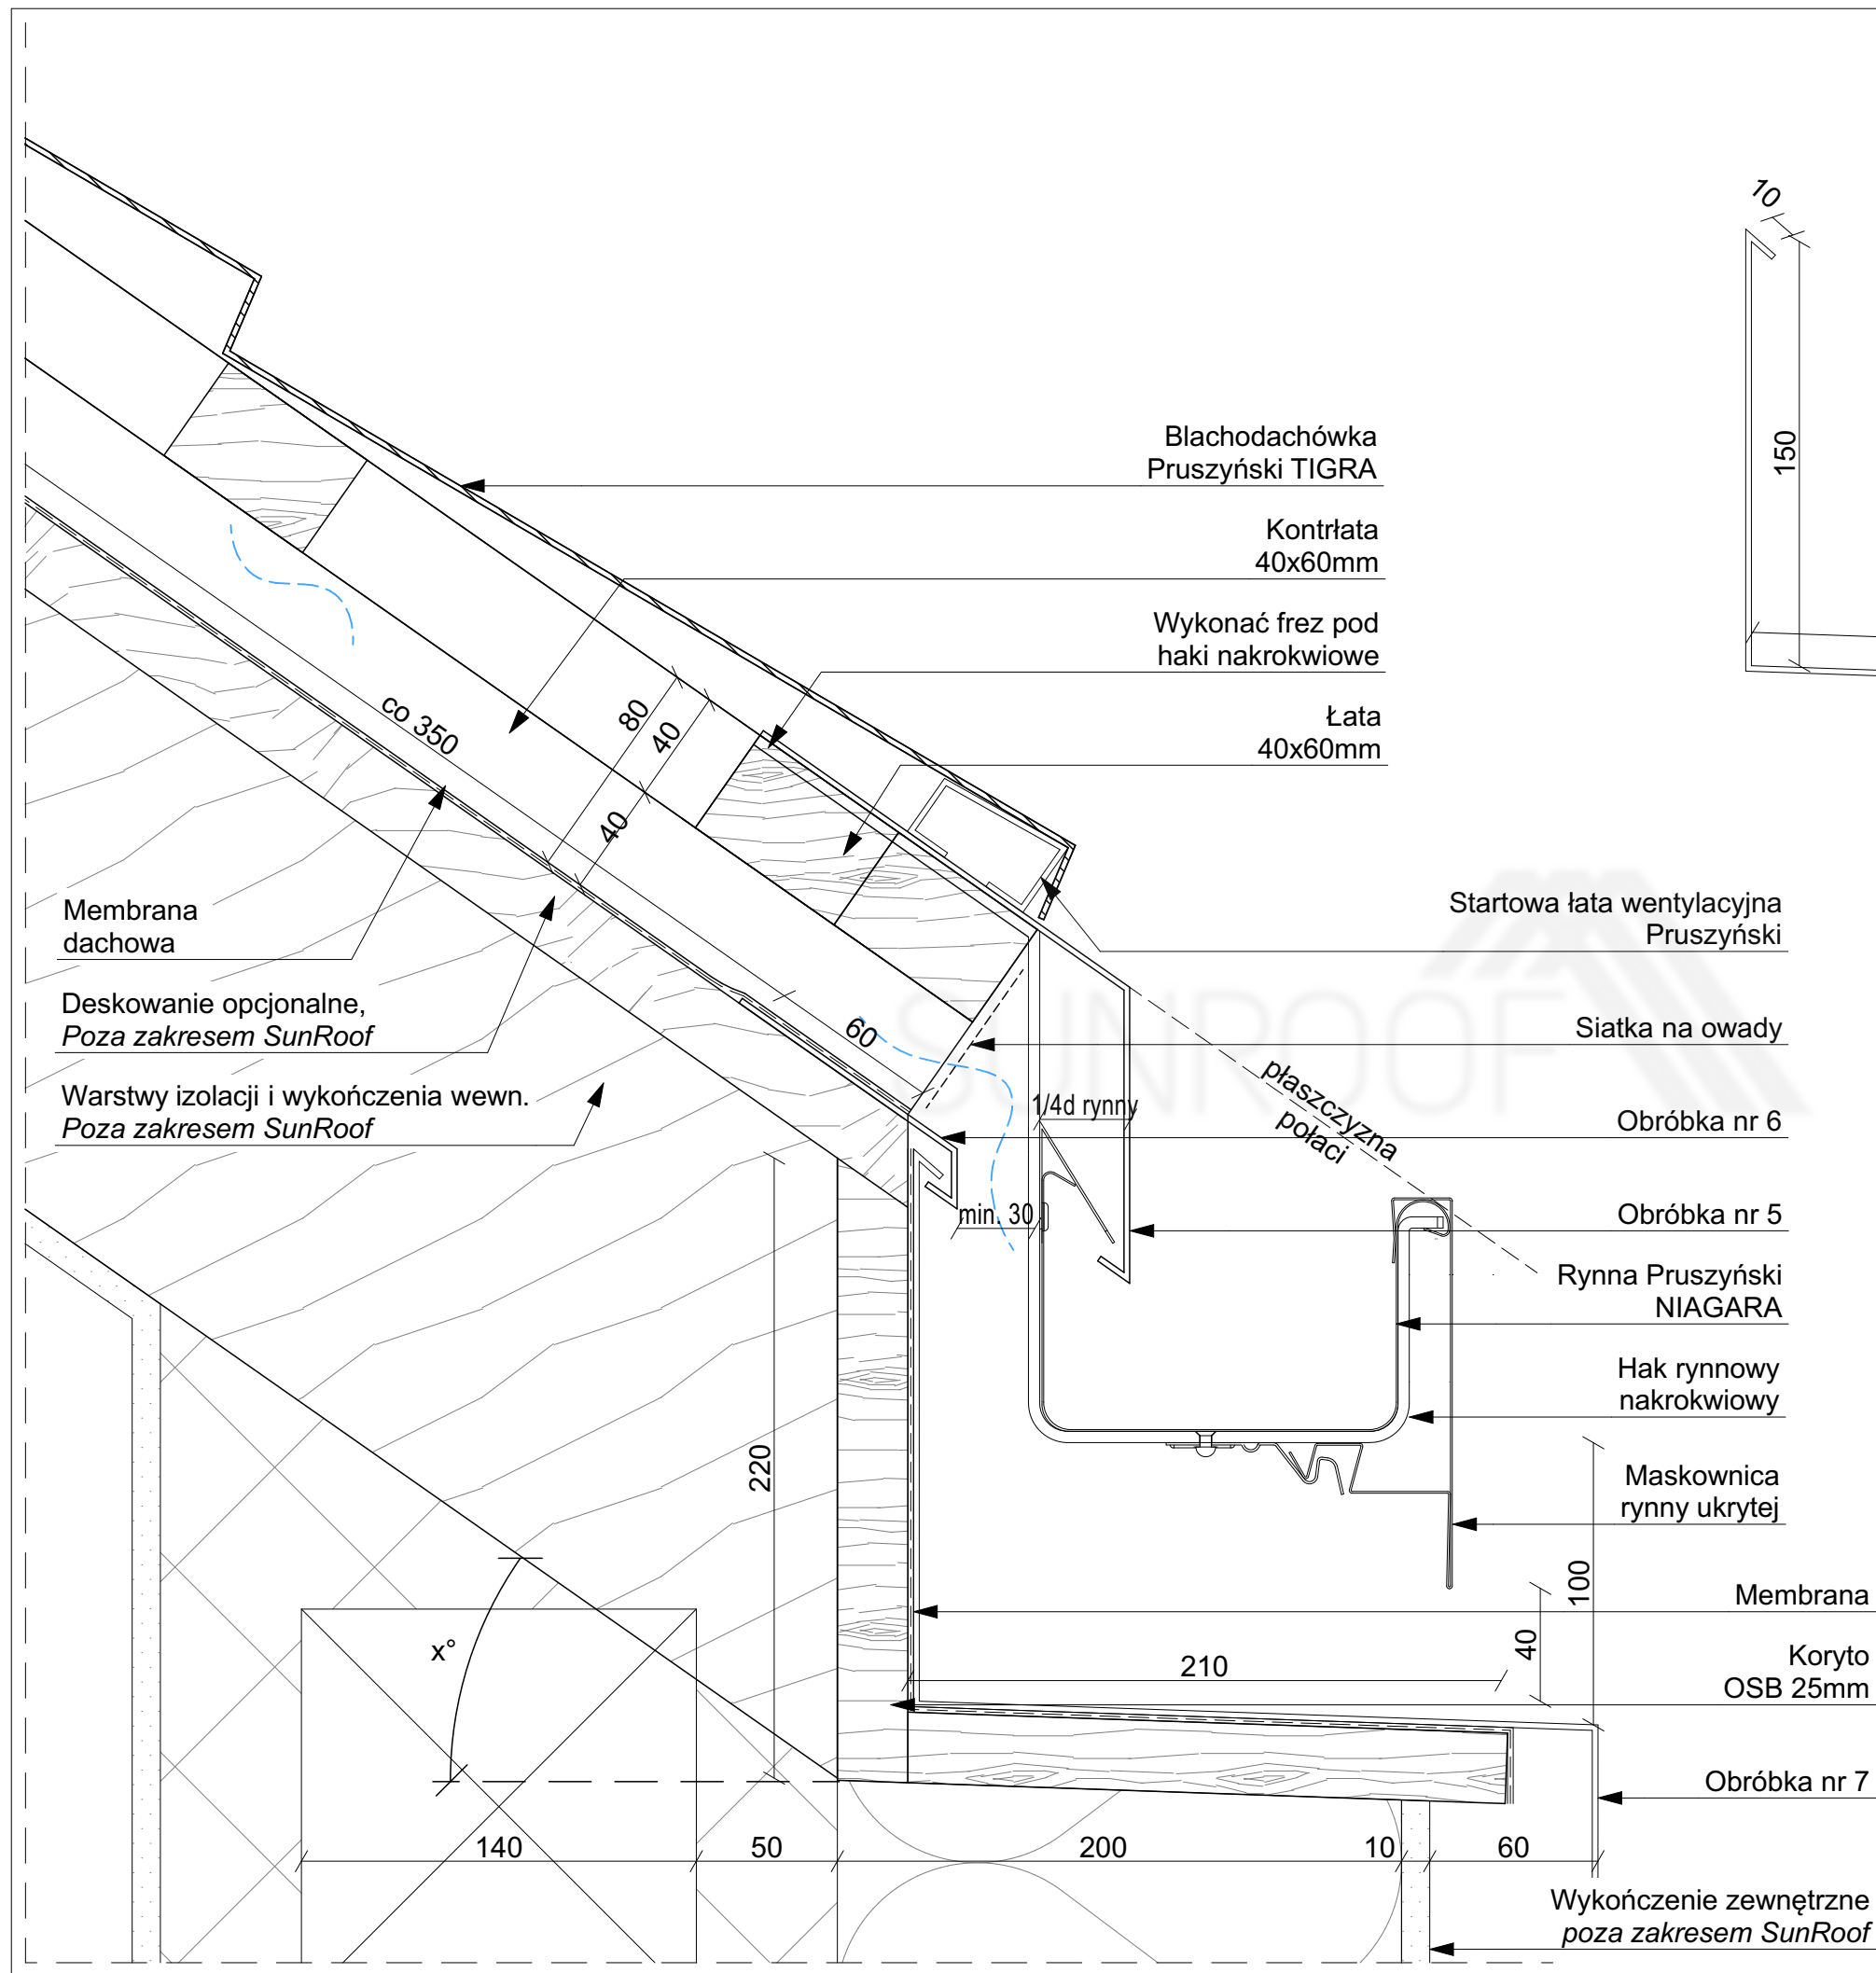 10
150
Blachodachówka
Pruszyński TIGRA
Kontrłata
40x60mm
Wykonać frez pod
haki nakrokwiowe
Łata
40x60mm
co 350
80
40
40
Membrana
dachowa
Startowa łata wentylacyjna
Pruszyński
Deskowanie opcjonalne,
Poza zakresem SunRoof
SUNROOF
Siatka na owady
60
płaszczyzna
połaci
Warstwy izolacji i wykończenia wewn.
Poza zakresem SunRoof
1/4d rynny
Obróbka nr 6
min. 30
Obróbka nr 5
Rynna Pruszyński
NIAGARA
Hak rynnowy
nakrokwiowy
220
Maskownica
rynny ukrytej
100
Membrana
40
x°
210
Koryto
OSB 25mm
Obróbka nr 7
140
50
200
10
60
Wykończenie zewnętrzne
poza zakresem SunRoof